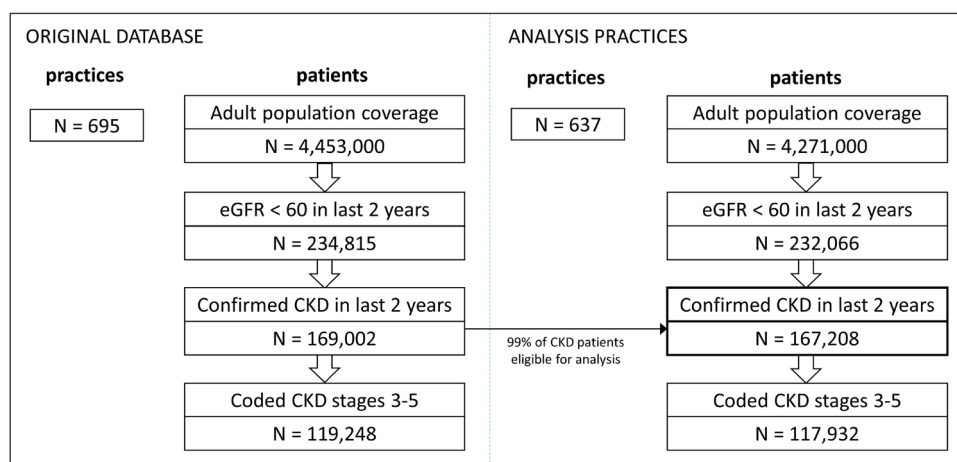 ORIGINAL DATABASE
practices
N = 695
patients
Adult population coverage
N = 4,453,000
eGFR < 60 in last 2 years
N = 234,815
Confirmed CKD in last 2 years
N = 169,002
Coded CKD stages 3-5
N = 119,248
99% of CKD patients
eligible for analysis
ANALYSIS PRACTICES
practices
N = 637
patients
Adult population coverage
N = 4,271,000
eGFR < 60 in last 2 years
N = 232,066
Confirmed CKD in last 2 years
N = 167,208
Coded CKD stages 3-5
N = 117,932